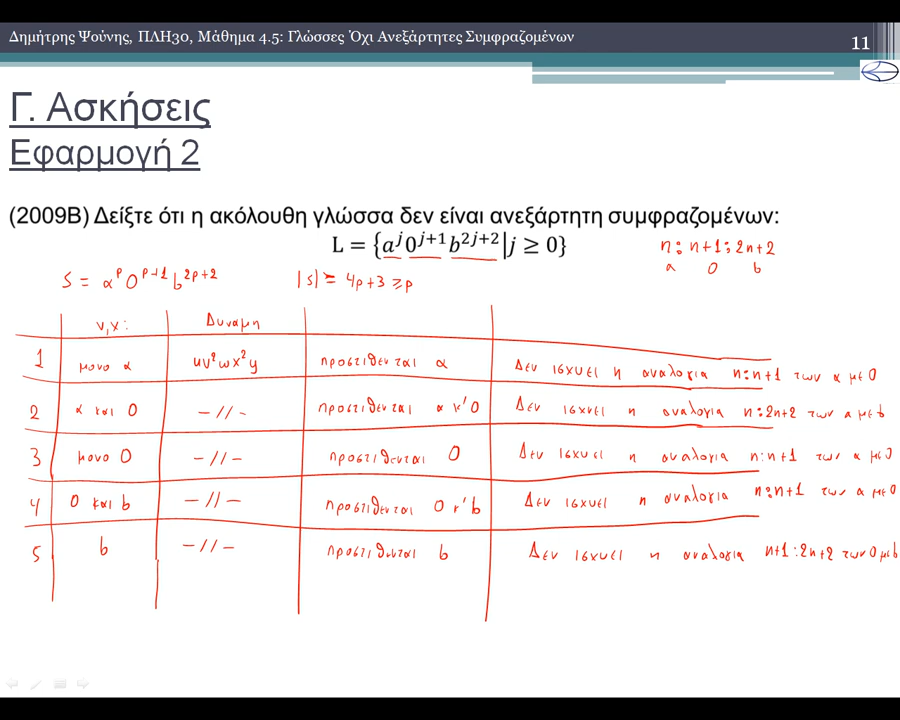 Δημήτρης Ψούνης, ΠΛΗ30, Μάθημα 4.5: Γλώσσες Όχι Ανεξάρτητες Συμφραζομένων
11
Γ. Ασκήσεις
Εφαρμογή 2
(2009Β) Δείξτε ότι η ακόλουθη γλώσσα δεν είναι ανεξάρτητη συμφραζομένων:
L = {a^j 0^{j+1} b^{2j+2} | j ≥ 0}
n : n+1 : 2n+2
a 0 b
S = α^p 0^{p+1} b^{2p+2} |s| = 4p+3 ≥ p
v,x: Δυναμη
1 μονο α uv²wx²y προστιθενται α Δεν ισχυει η αναλογια n:n+1 των α με 0
2 α και 0 -//- προστιθενται α κ' 0 Δεν ισχυει η αναλογια n:2n+2 των α με b
3 μονο 0 -//- προστιθενται 0 Δεν ισχυει η αναλογια n:n+1 των α με 0
4 0 και b -//- προστιθενται 0 κ' b Δεν ισχυει η αναλογια n:n+1 των α με 0
5 b -//- προστιθενται b Δεν ισχυει η αναλογια n+1:2n+2 των 0 με b